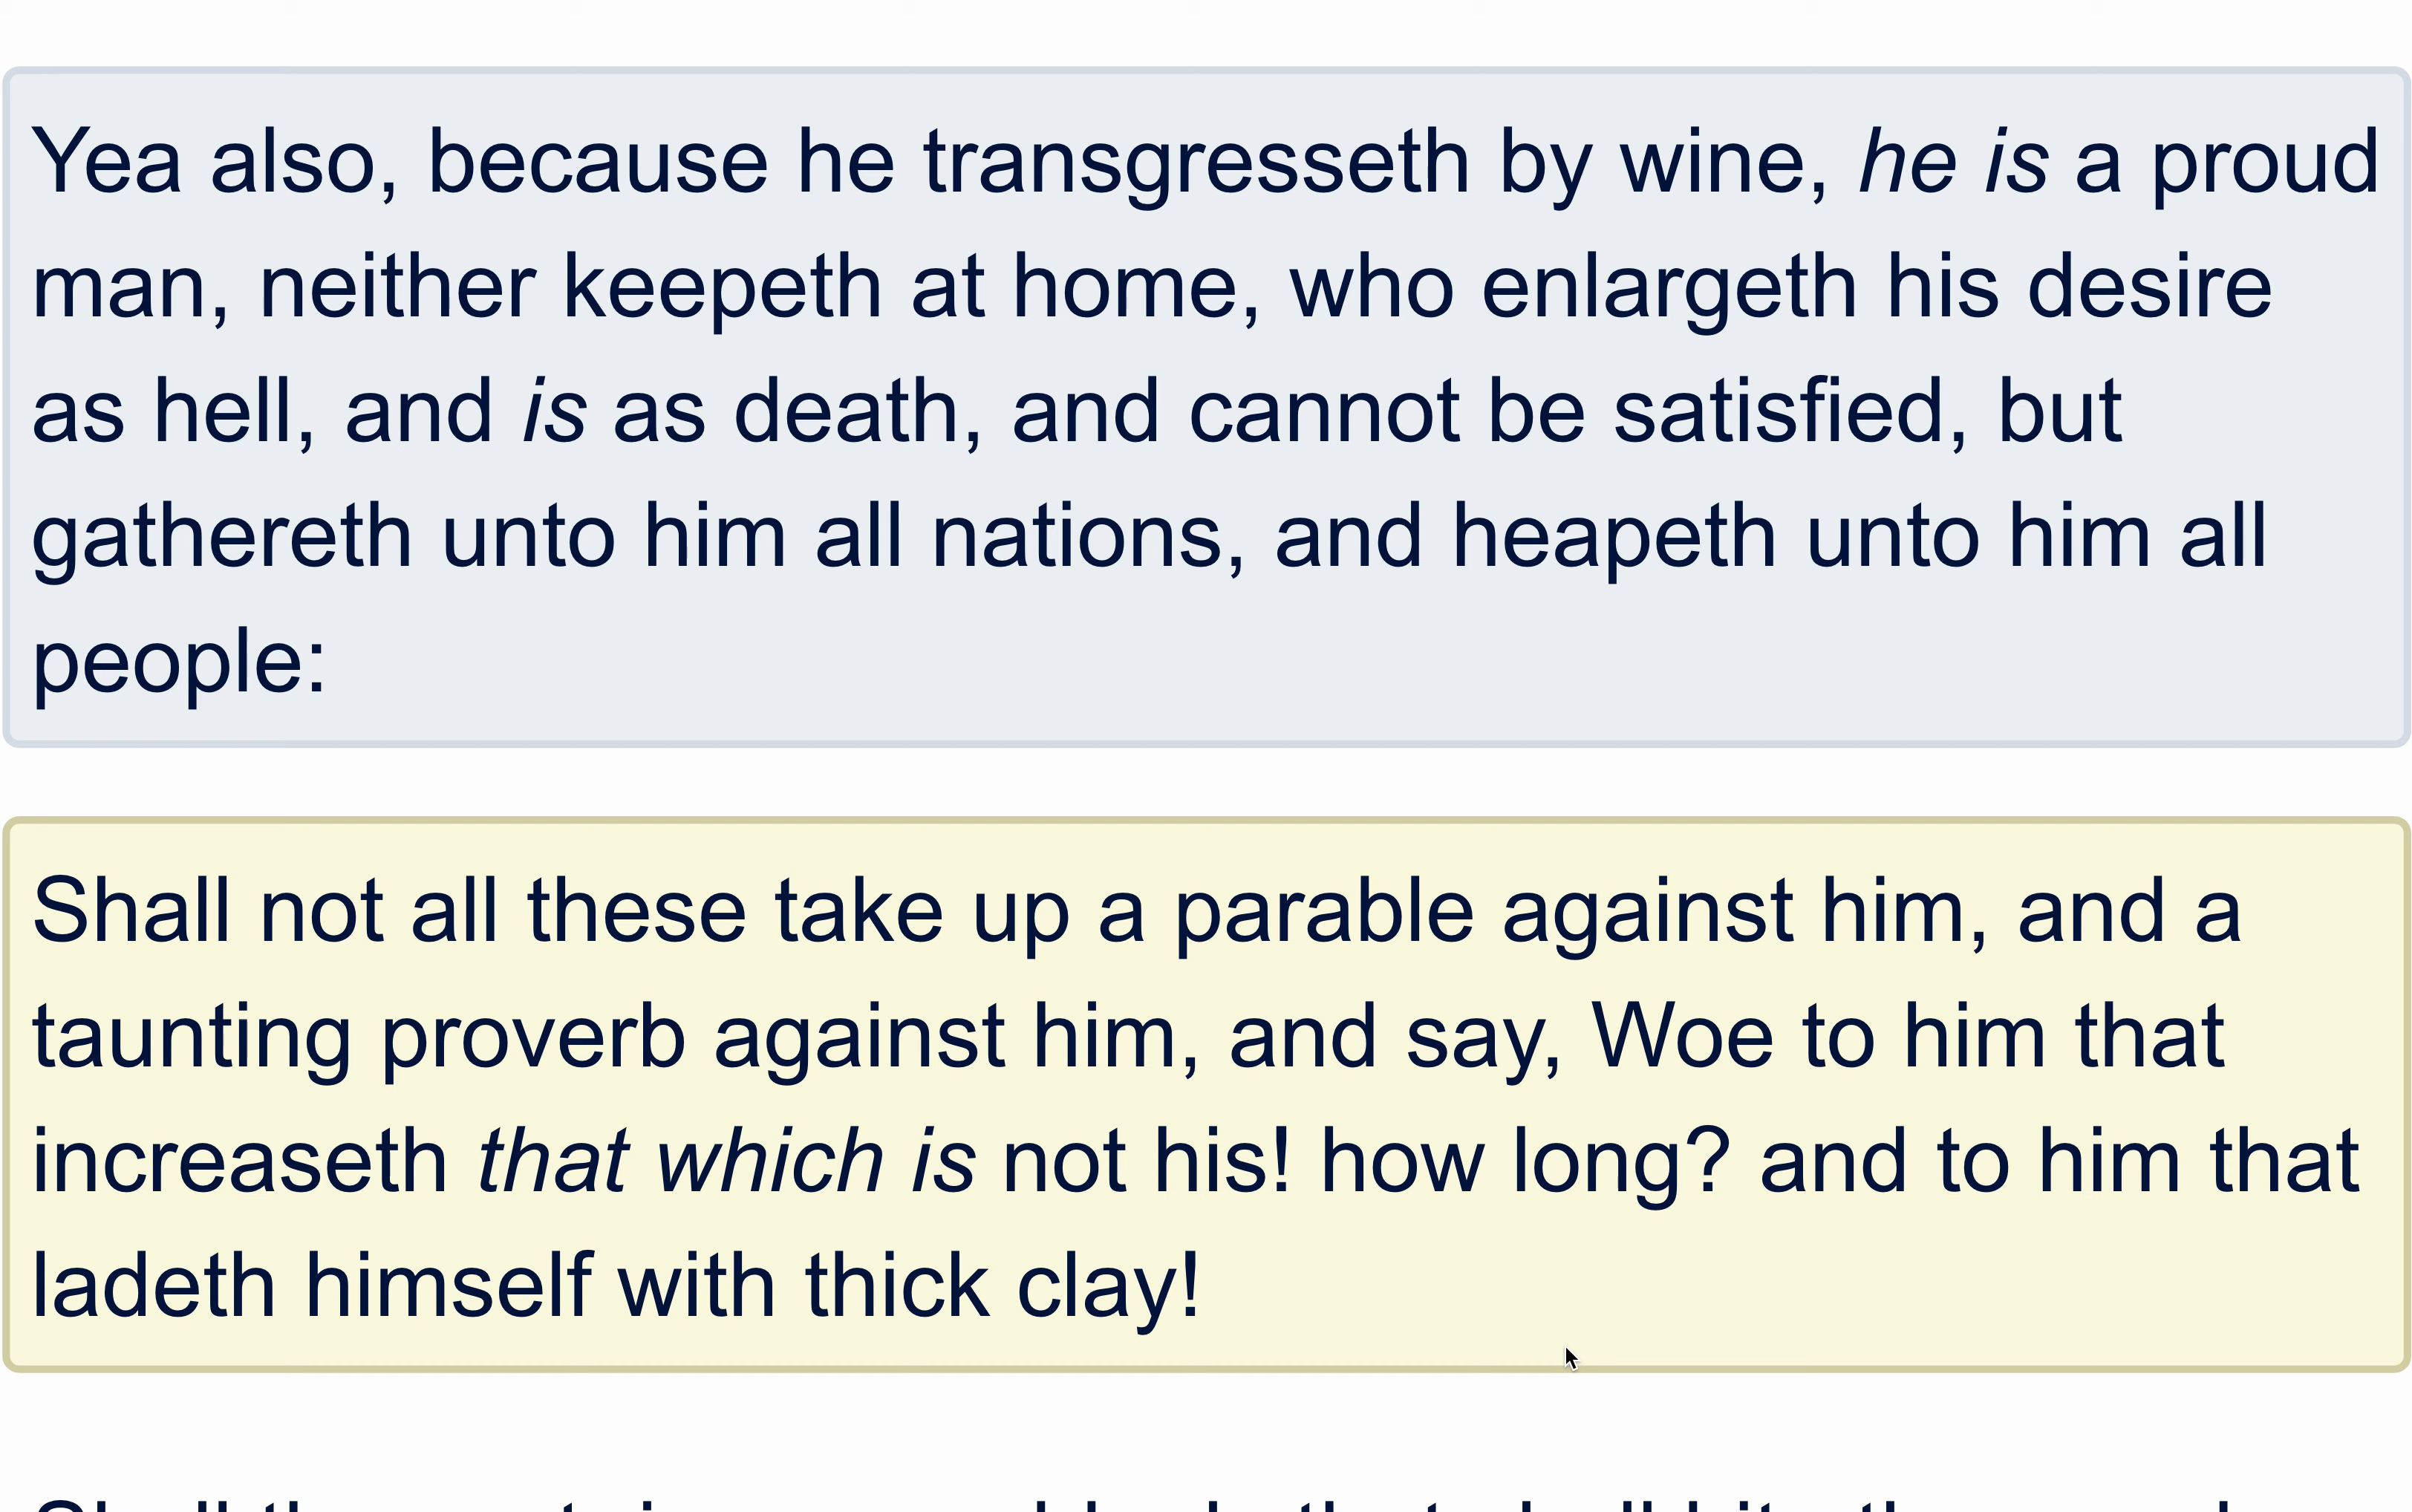 Yea also, because he transgresseth by wine, he is a proud
man, neither keepeth at home, who enlargeth his desire
as hell, and is as death, and cannot be satisfied, but
gathereth unto him all nations, and heapeth unto him all
people:
Shall not all these take up a parable against him, and a
taunting proverb against him, and say, Woe to him that
increaseth that which is not his! how long? and to him that
ladeth himself with thick clay!